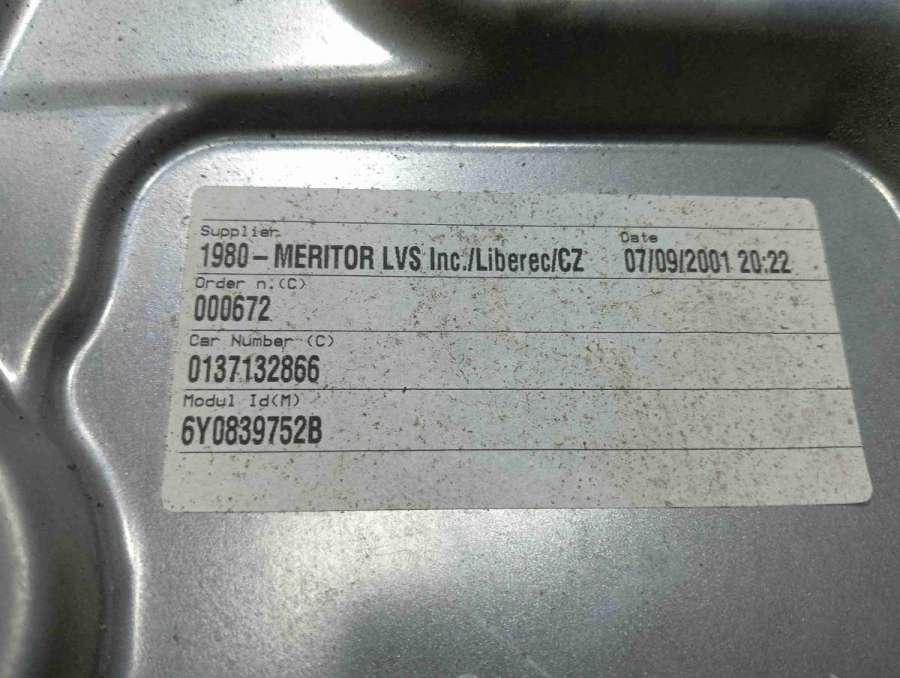 Supplier
1980 - MERITOR LVS Inc./Liberec/CZ
Date
07/09/2001 20:22
Order n.(C)
000672
Car Number (C)
0137132866
Modul Id(M)
6Y0839752B